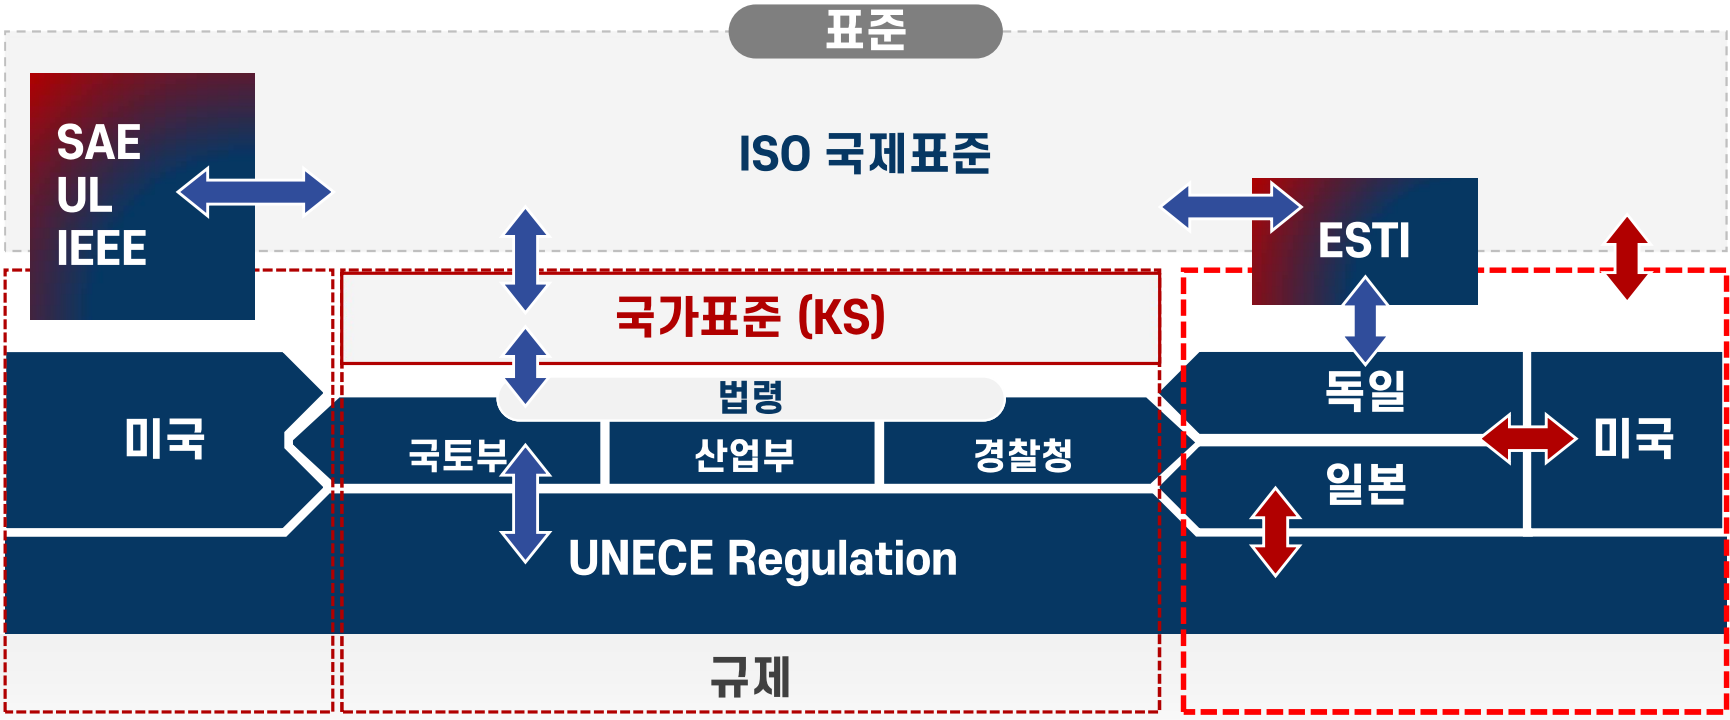 표준
SAE
UL
IEEE
ISO 국제표준
ESTI
국가표준 (KS)
법령
미국
국토부
산업부
경찰청
독일
일본
미국
UNECE Regulation
규제